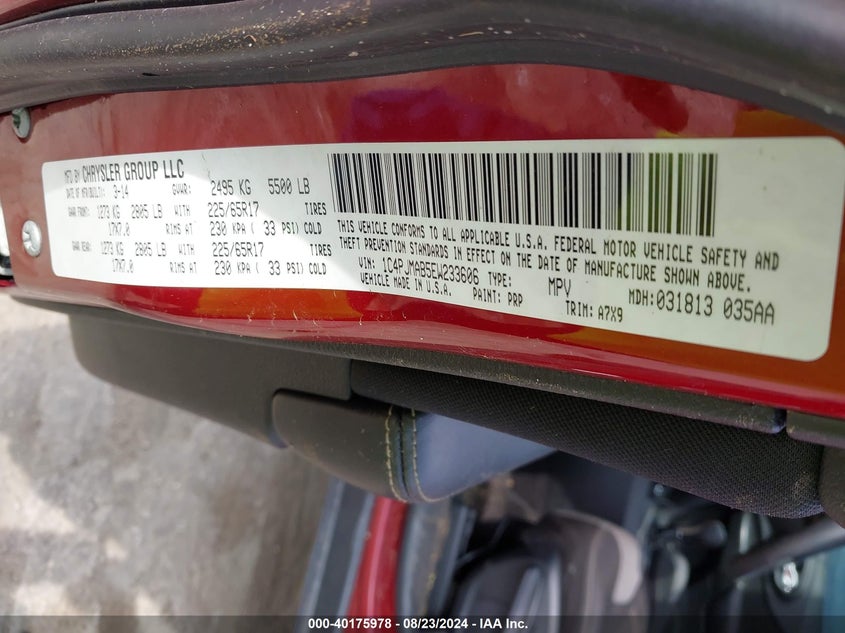 MFD BY CHRYSLER GROUP LLC
DATE OF MFR(BUILT): 3-14 GVWR: 2495 KG 5500 LB
GAWR FRONT: 1273 KG 2805 LB WITH 225/65R17 TIRES
17X7.0 RIMS AT 230 KPA ( 33 PSI) COLD
GAWR REAR: 1273 KG 2805 LB WITH 225/65R17 TIRES
17X7.0 RIMS AT 230 KPA ( 33 PSI) COLD
THIS VEHICLE CONFORMS TO ALL APPLICABLE U.S.A. FEDERAL MOTOR VEHICLE SAFETY AND
THEFT PREVENTION STANDARDS IN EFFECT ON THE DATE OF MANUFACTURE SHOWN ABOVE.
VIN: 1C4PJMAB5EW233606 TYPE: MPV MDH:031813 035AA
VEHICLE MADE IN U.S.A. PAINT: PRP TRIM: A7X9
000-40175978 - 08/23/2024 - IAA Inc.